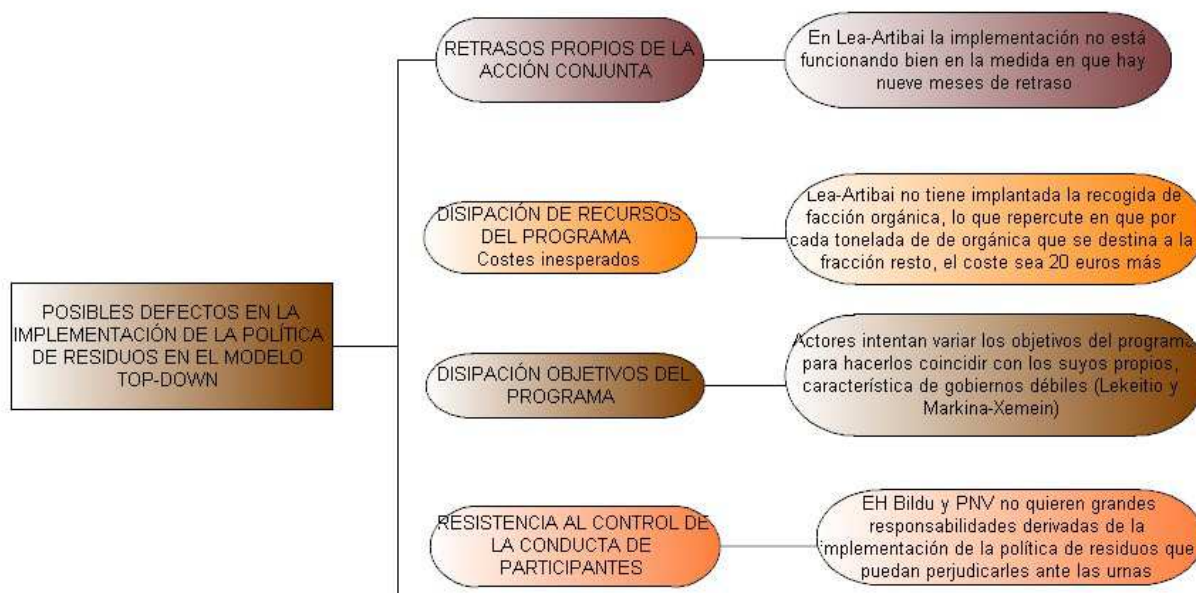 POSIBLES DEFECTOS EN LA
IMPLEMENTACIÓN DE LA POLÍTICA
DE RESIDUOS EN EL MODELO
TOP-DOWN
RETRASOS PROPIOS DE LA
ACCIÓN CONJUNTA
En Lea-Artibai la implementación no está
funcionando bien en la medida en que hay
nueve meses de retraso
DISIPACIÓN DE RECURSOS
DEL PROGRAMA
Costes inesperados
Lea-Artibai no tiene implantada la recogida de
facción orgánica, lo que repercute en que por
cada tonelada de de orgánica que se destina a la
fracción resto, el coste sea 20 euros más
DISIPACIÓN OBJETIVOS DEL
PROGRAMA
Actores intentan variar los objetivos del programa
para hacerlos coincidir con los suyos propios,
característica de gobiernos débiles (Lekeitio y
Markina-Xemein)
RESISTENCIA AL CONTROL DE
LA CONDUCTA DE
PARTICIPANTES
EH Bildu y PNV no quieren grandes
responsabilidades derivadas de la
implementación de la política de residuos que
puedan perjudicarles ante las urnas